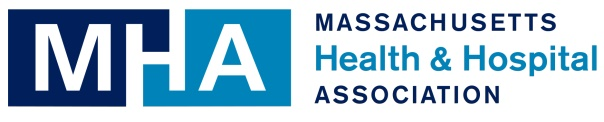 MHA
MASSACHUSETTS
Health & Hospital
ASSOCIATION